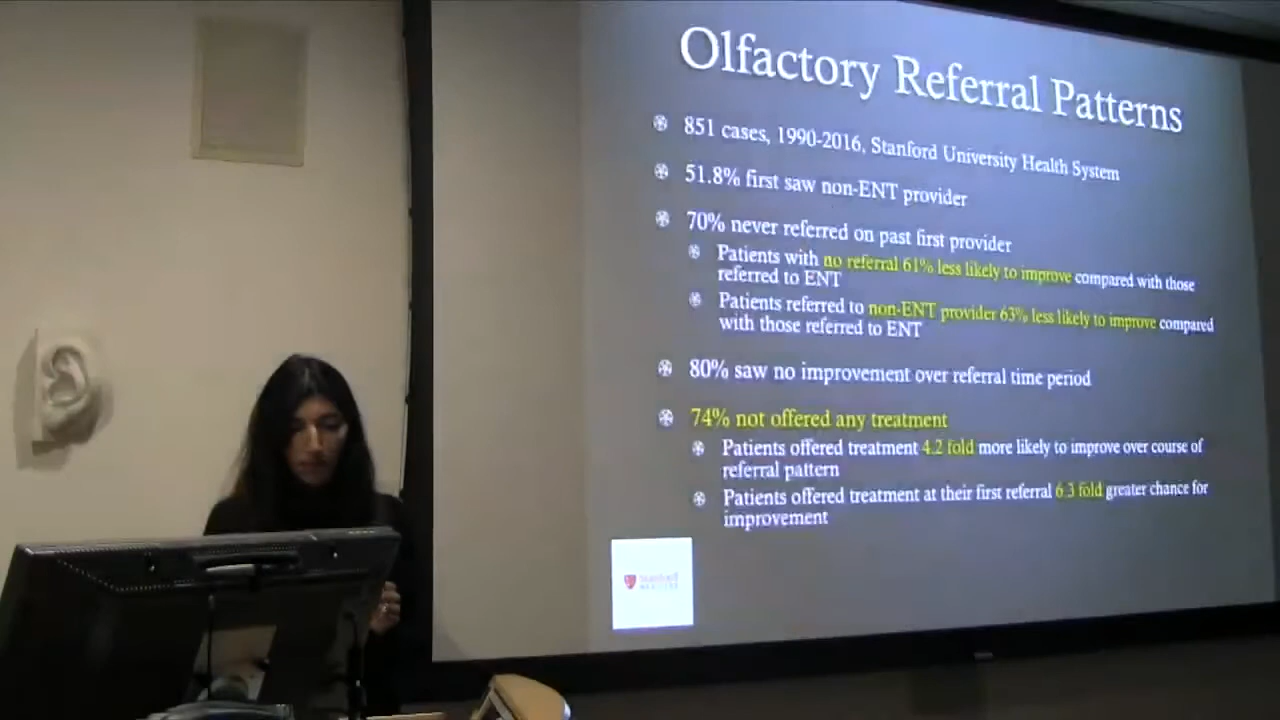 Olfactory Referral Patterns
851 cases, 1990-2016, Stanford University Health System
51.8% first saw non-ENT provider
70% never referred on past first provider
Patients with no referral 61% less likely to improve compared with those
referred to ENT
Patients referred to non-ENT provider 63% less likely to improve compared
with those referred to ENT
80% saw no improvement over referral time period
74% not offered any treatment
Patients offered treatment 4.2 fold more likely to improve over course of
referral pattern
Patients offered treatment at their first referral 6.3 fold greater chance for
improvement
Stanford
MEDICINE